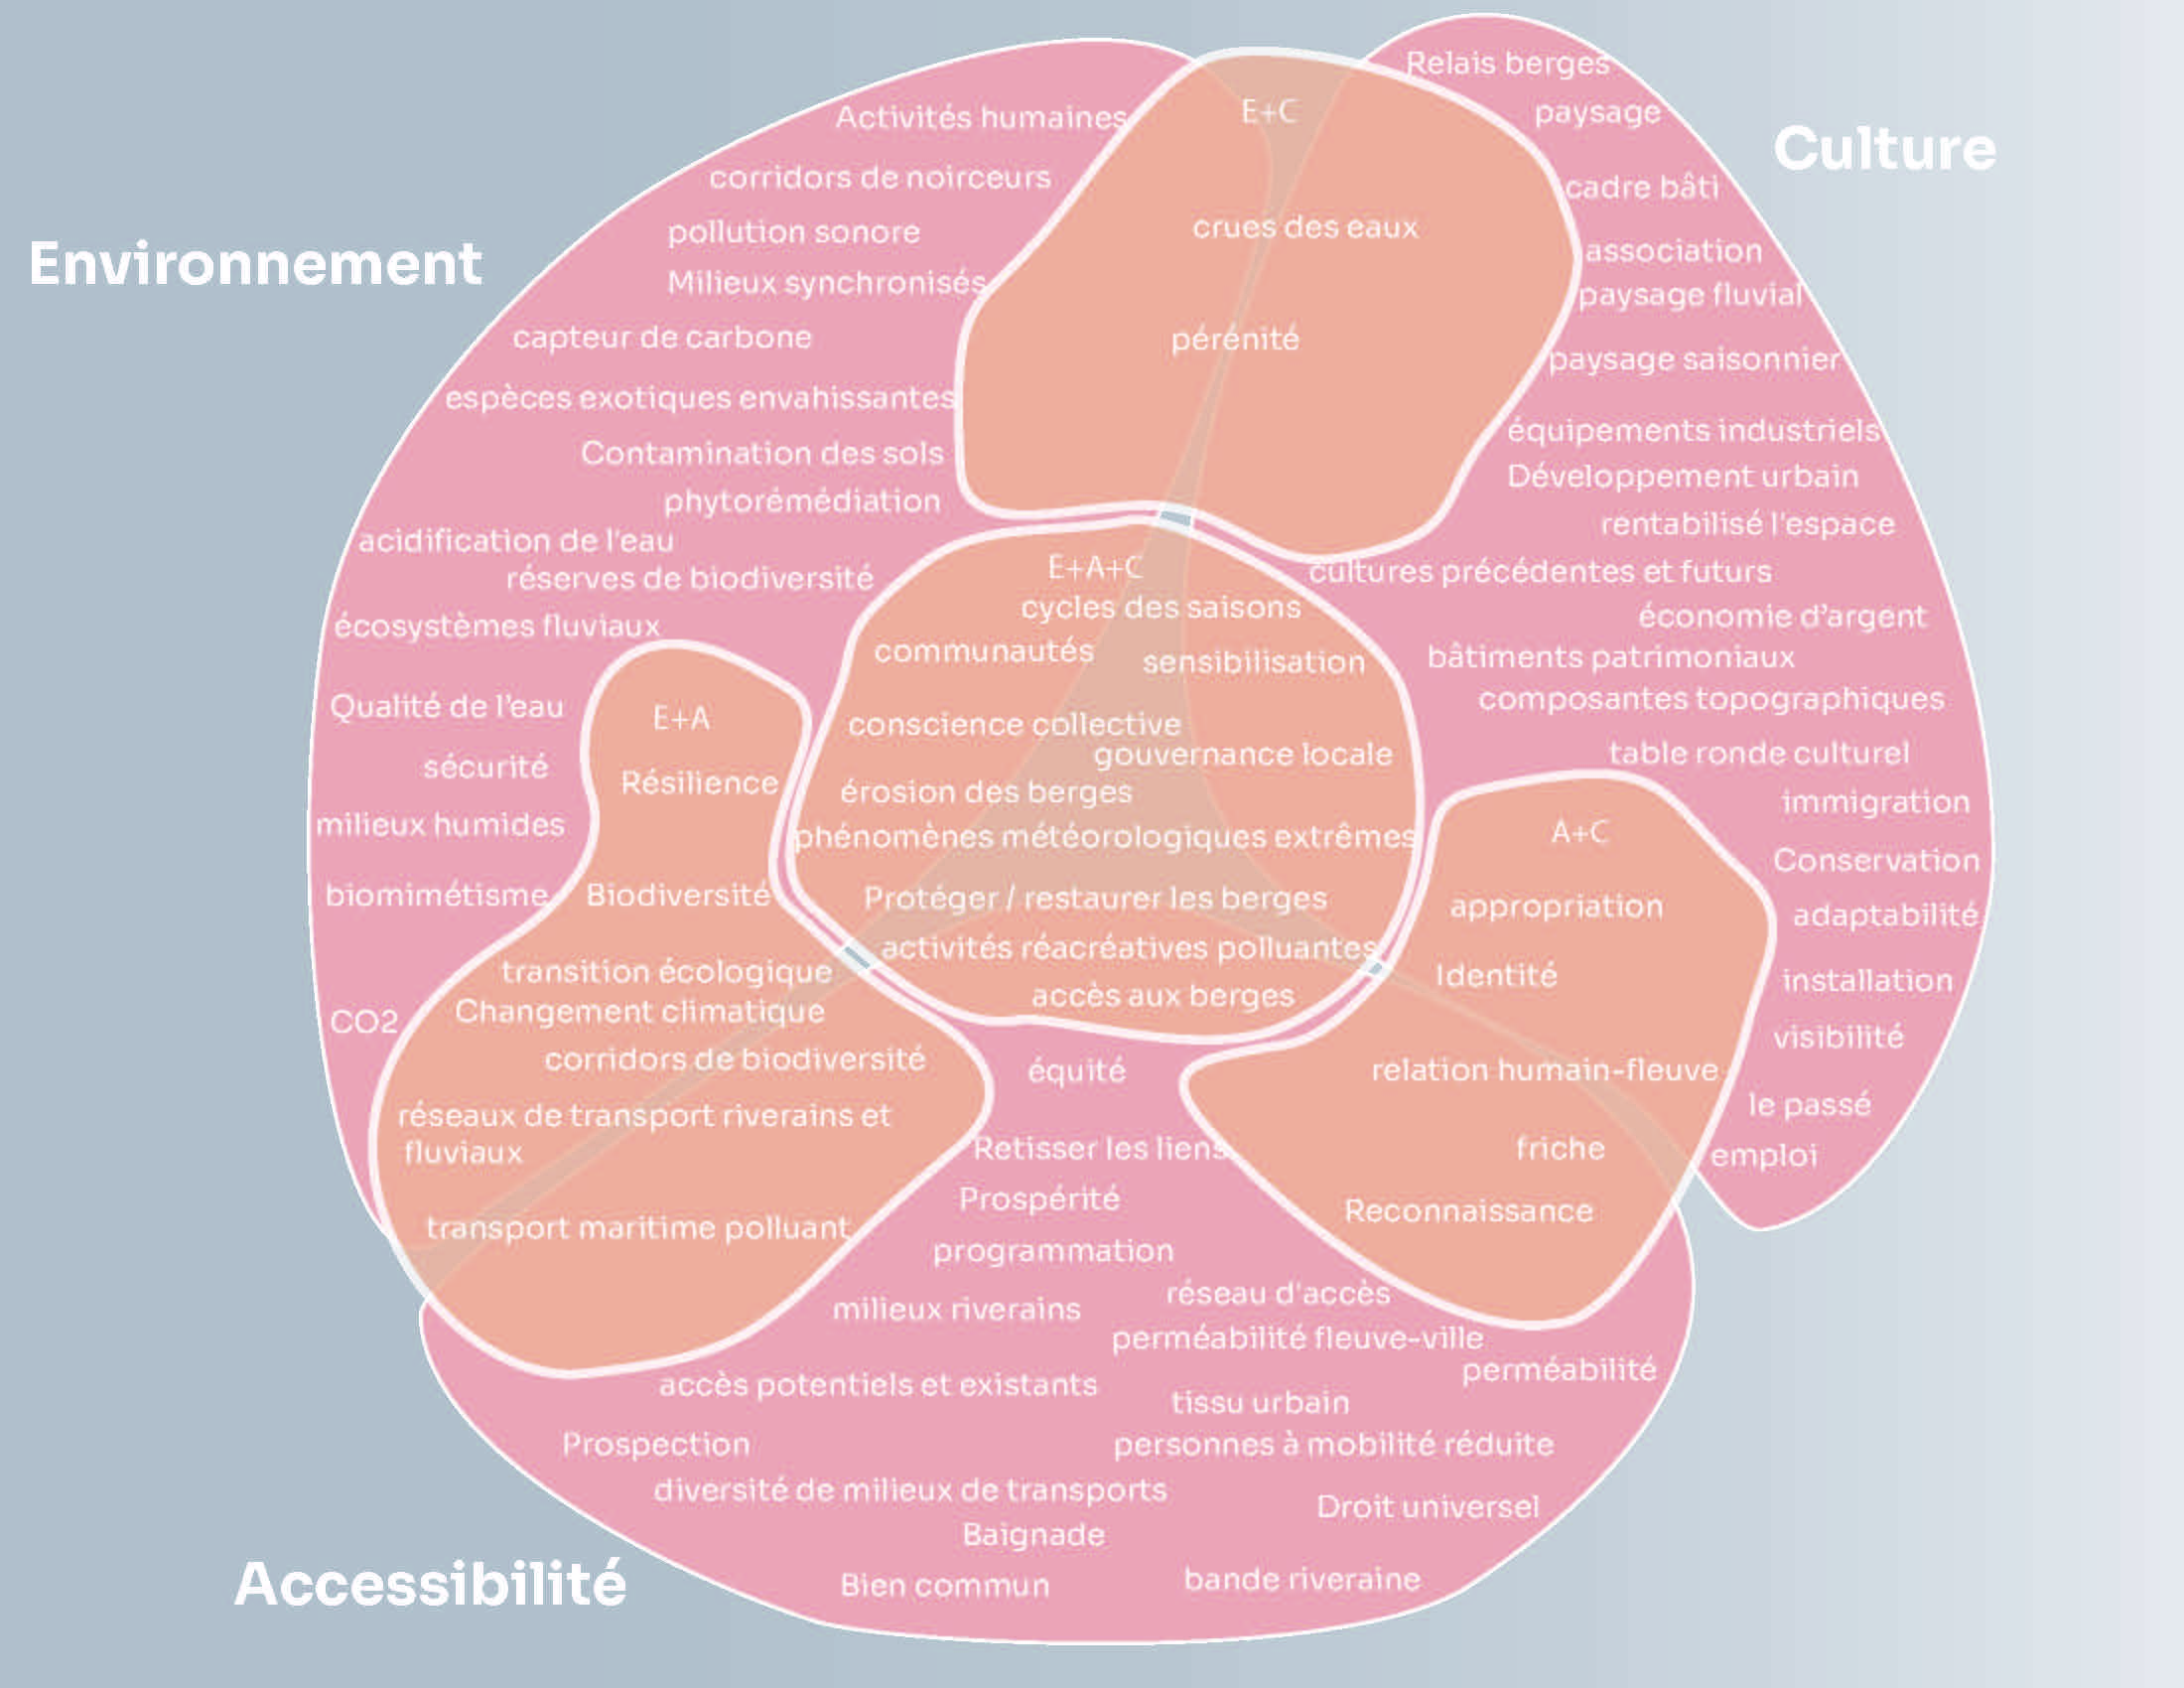 Environnement
Activités humaines
corridors de noirceurs
pollution sonore
Milieux synchronisés
capteur de carbone
espèces exotiques envahissantes
Contamination des sols
phytorémédiation
acidification de l'eau
réserves de biodiversité
écosystèmes fluviaux
Qualité de l'eau
sécurité
milieux humides
biomimétisme
CO2
E+C
crues des eaux
pérénité
Culture
Relais berges
paysage
cadre bâti
association
paysage fluvial
paysage saisonnier
équipements industriels
Développement urbain
rentabilisé l'espace
cultures précédentes et futurs
économie d'argent
bâtiments patrimoniaux
composantes topographiques
table ronde culturel
immigration
Conservation
adaptabilité
installation
visibilité
le passé
emploi
E+A+C
cycles des saisons
communautés
sensibilisation
conscience collective
gouvernance locale
érosion des berges
phénomènes météorologiques extrêmes
Protéger / restaurer les berges
activités réacréatives polluantes
accès aux berges
E+A
Résilience
Biodiversité
transition écologique
Changement climatique
corridors de biodiversité
réseaux de transport riverains et
fluviaux
transport maritime polluant
A+C
appropriation
Identité
relation humain-fleuve
friche
Reconnaissance
Accessibilité
équité
Retisser les liens
Prospérité
programmation
réseau d'accès
milieux riverains
perméabilité fleuve-ville
perméabilité
accès potentiels et existants
tissu urbain
Prospection
personnes à mobilité réduite
diversité de milieux de transports
Droit universel
Baignade
Bien commun
bande riveraine